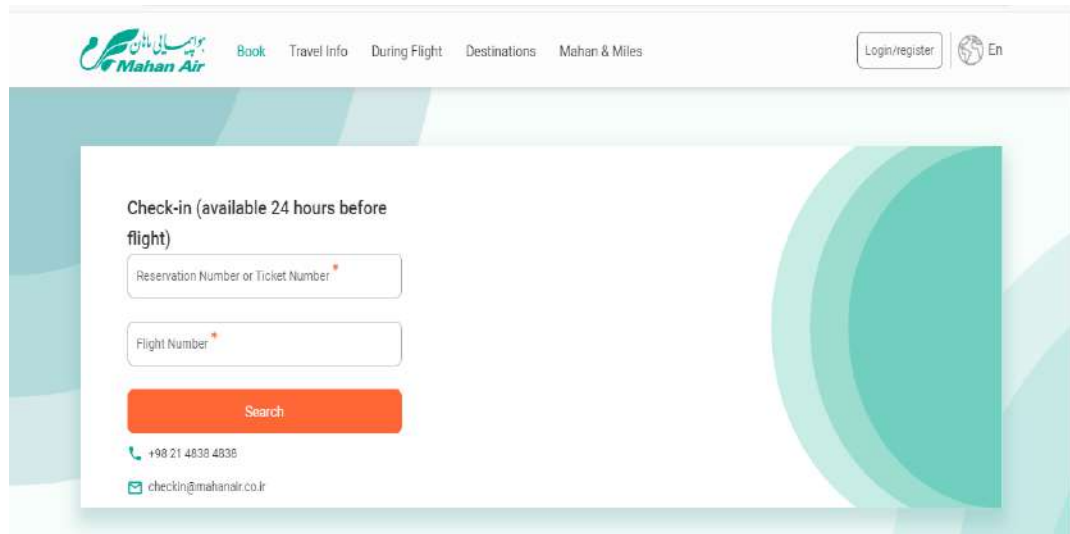 هواپیمایی ماهان
Mahan Air
Book
Travel Info
During Flight
Destinations
Mahan & Miles
Login/register
En
Check-in (available 24 hours before
flight)
Reservation Number or Ticket Number *
Flight Number *
Search
+98 21 4838 4838
checkin@mahanair.co.ir